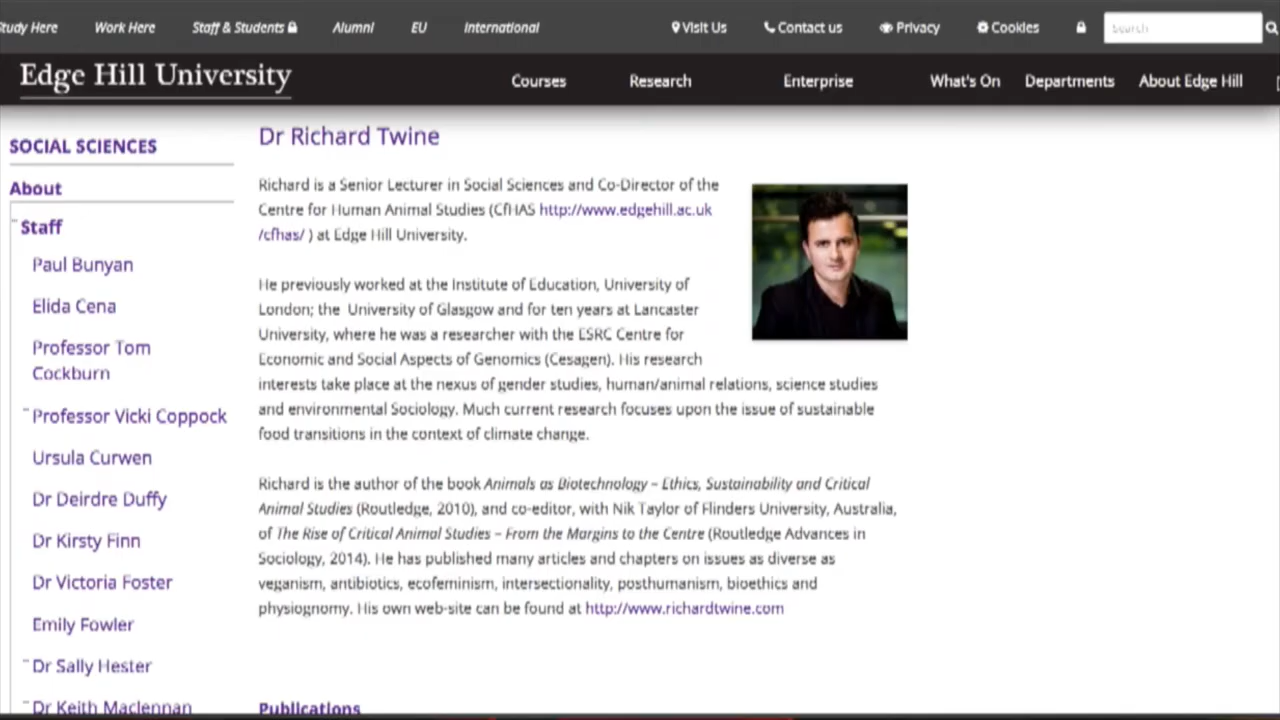 Study Here Work Here Staff & Students Alumni EU International Visit Us Contact us Privacy Cookies Search
Edge Hill University Courses Research Enterprise What's On Departments About Edge Hill
SOCIAL SCIENCES
About
Staff
Paul Bunyan
Elida Cena
Professor Tom
Cockburn
Professor Vicki Coppock
Ursula Curwen
Dr Deirdre Duffy
Dr Kirsty Finn
Dr Victoria Foster
Emily Fowler
Dr Sally Hester
Dr Keith Maclennan
Dr Richard Twine
Richard is a Senior Lecturer in Social Sciences and Co-Director of the
Centre for Human Animal Studies (CfHAS http://www.edgehill.ac.uk
/cfhas/ ) at Edge Hill University.
He previously worked at the Institute of Education, University of
London; the University of Glasgow and for ten years at Lancaster
University, where he was a researcher with the ESRC Centre for
Economic and Social Aspects of Genomics (Cesagen). His research
interests take place at the nexus of gender studies, human/animal relations, science studies
and environmental Sociology. Much current research focuses upon the issue of sustainable
food transitions in the context of climate change.
Richard is the author of the book Animals as Biotechnology – Ethics, Sustainability and Critical
Animal Studies (Routledge, 2010), and co-editor, with Nik Taylor of Flinders University, Australia,
of The Rise of Critical Animal Studies – From the Margins to the Centre (Routledge Advances in
Sociology, 2014). He has published many articles and chapters on issues as diverse as
veganism, antibiotics, ecofeminism, intersectionality, posthumanism, bioethics and
physiognomy. His own web-site can be found at http://www.richardtwine.com
Publications